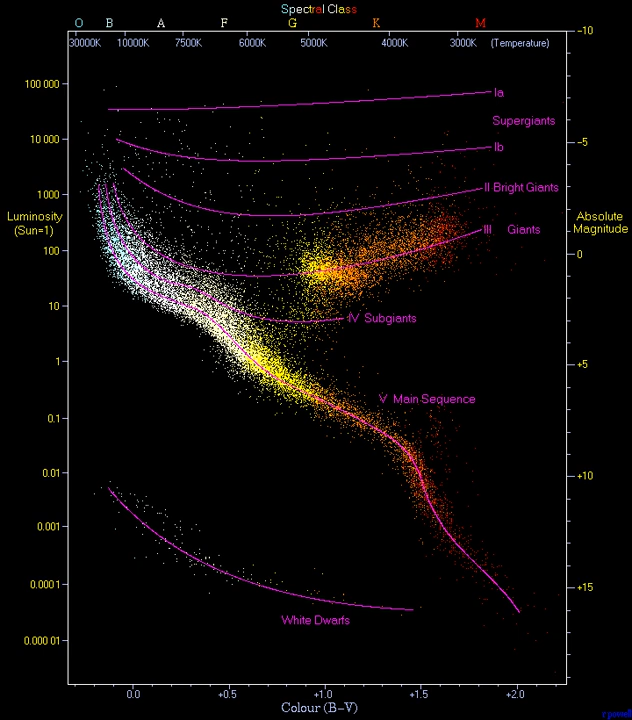 Spectral Class
O B A F G K M
30000K 10000K 7500K 6000K 5000K 4000K 3000K (Temperature)
-10
100 000
Ia
Supergiants
10 000
-5
Ib
1000
II Bright Giants
Luminosity
(Sun=1)
Absolute
Magnitude
III Giants
100
0
10
IV Subgiants
1
+5
V Main Sequence
0.1
0.01
+10
0.001
0.0001
+15
White Dwarfs
0.000 01
0.0 +0.5 +1.0 +1.5 +2.0
Colour (B-V)
r powell